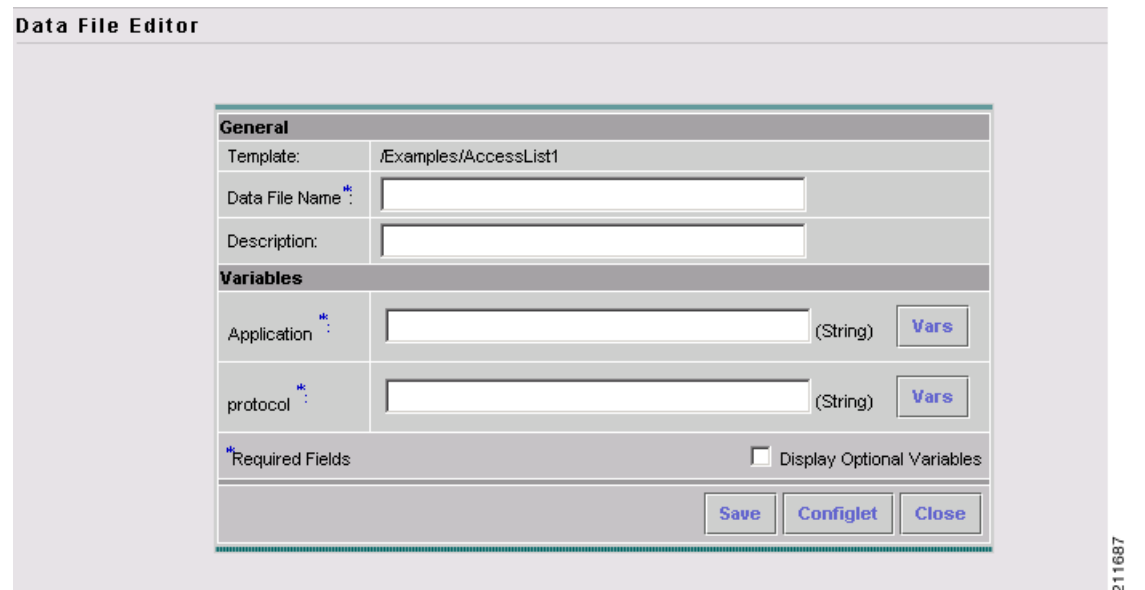 Data File Editor
General
Template: /Examples/AccessList1
Data File Name*:
Description:
Variables
Application *: (String) Vars
protocol *: (String) Vars
*Required Fields Display Optional Variables
Save Configlet Close
211687